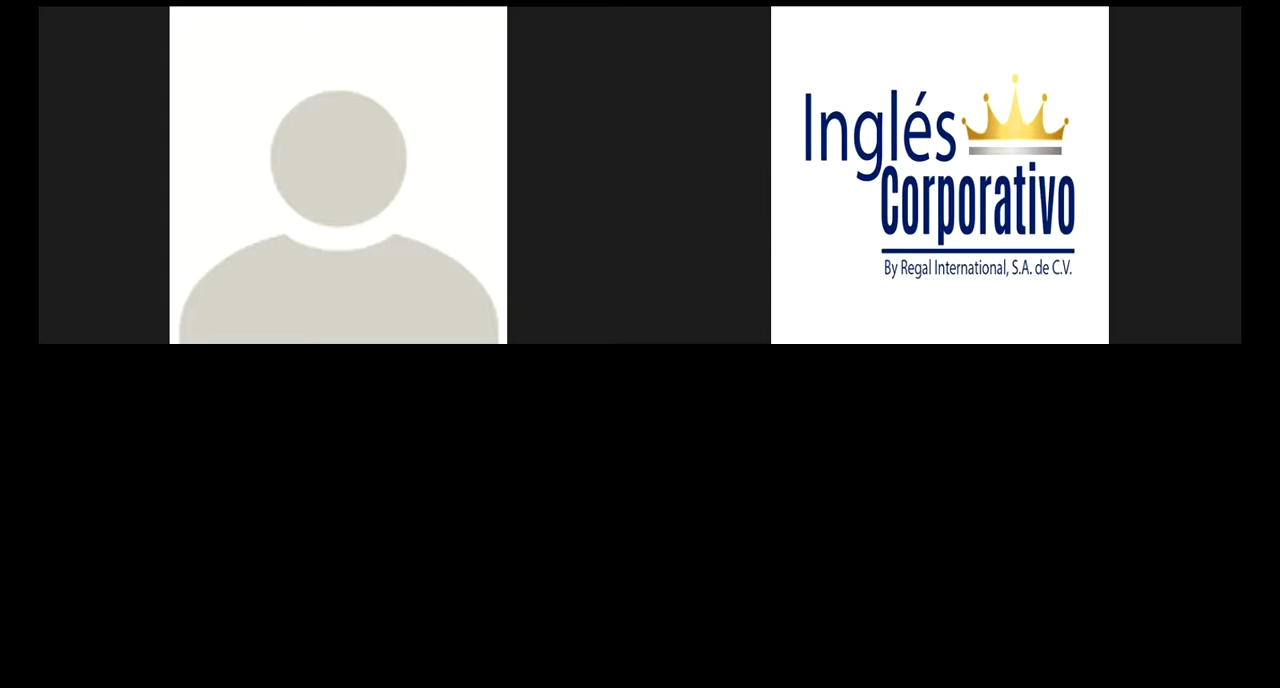 Inglés
Corporativo
By Regal International, S.A. de C.V.